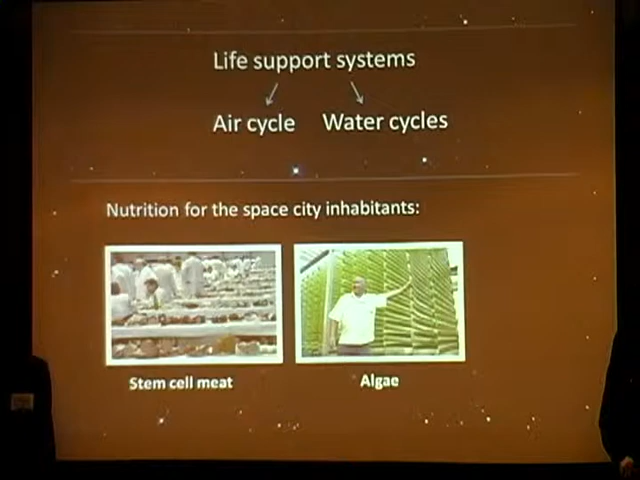 Life support systems
Air cycle Water cycles
Nutrition for the space city inhabitants:
Stem cell meat Algae